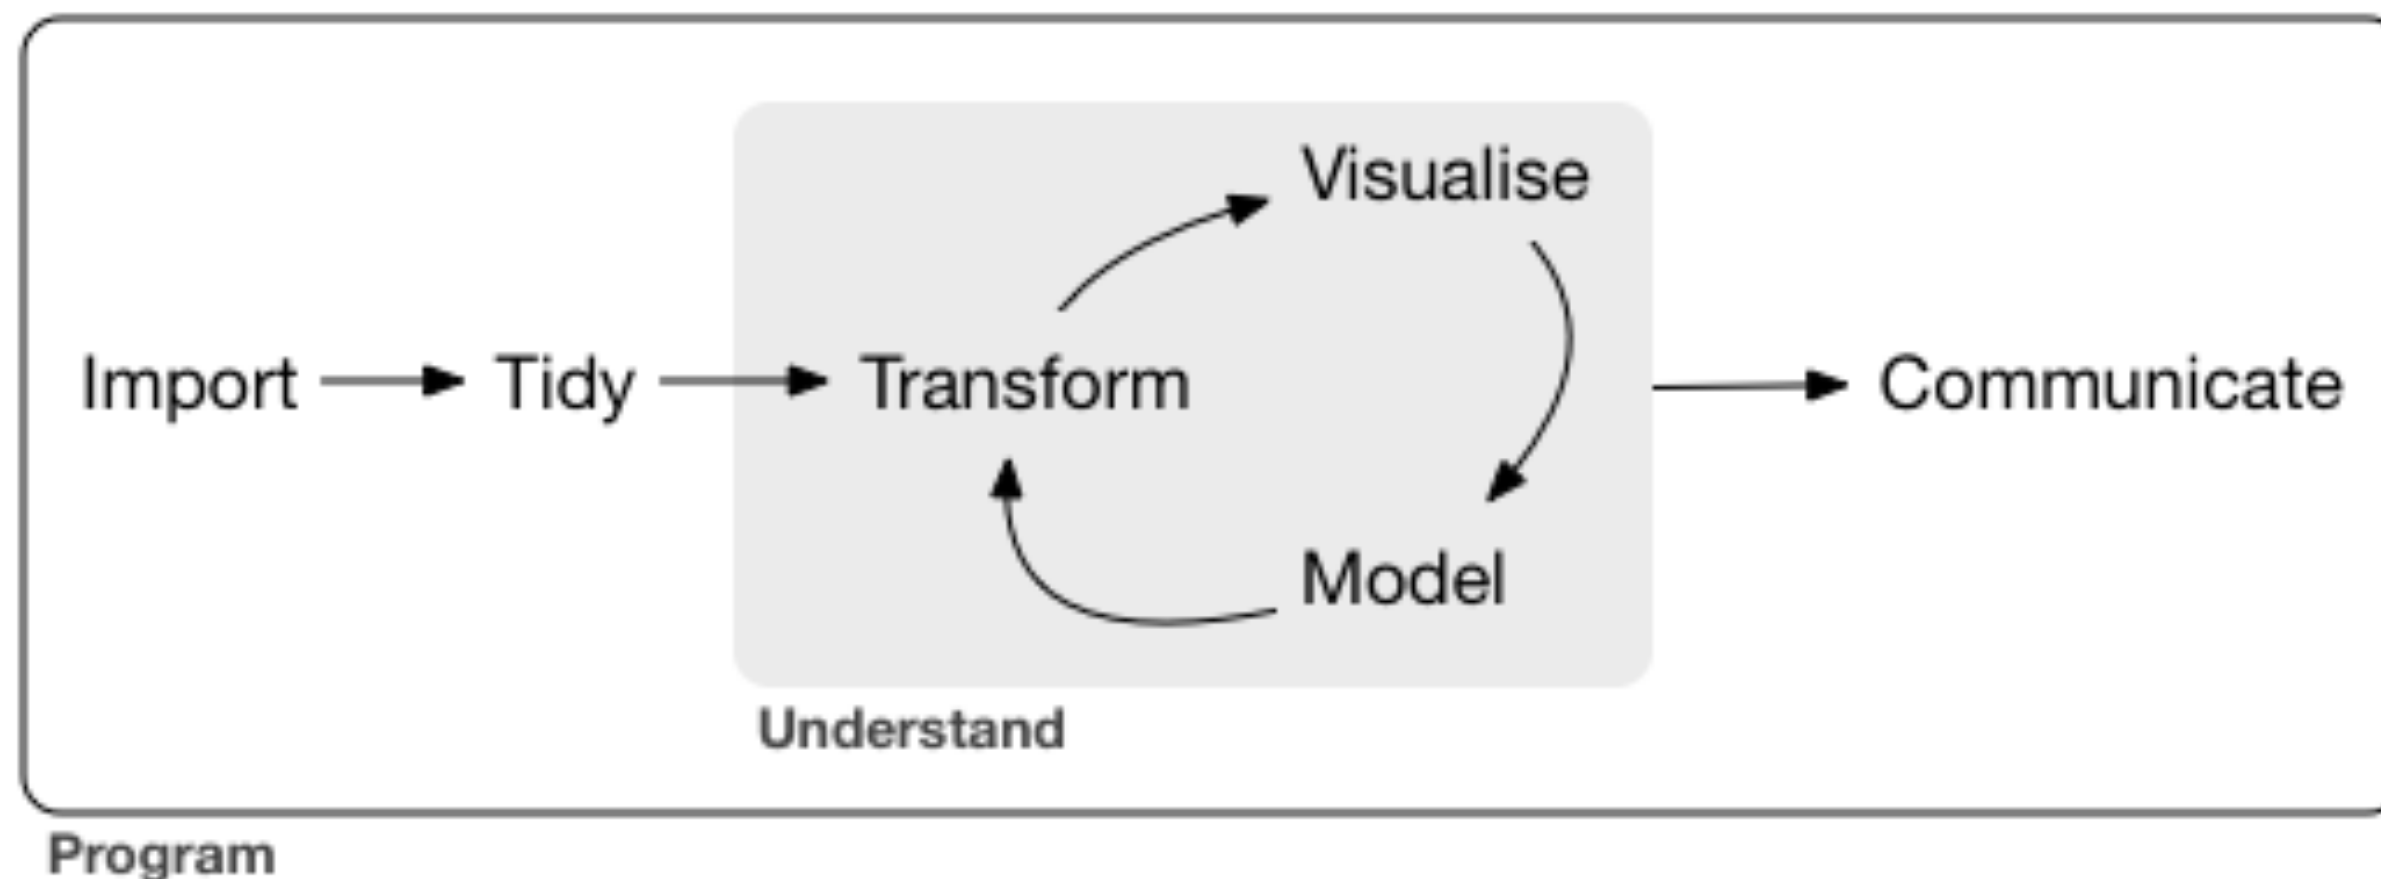 Visualise
Import Tidy Transform Communicate
Model
Understand
Program